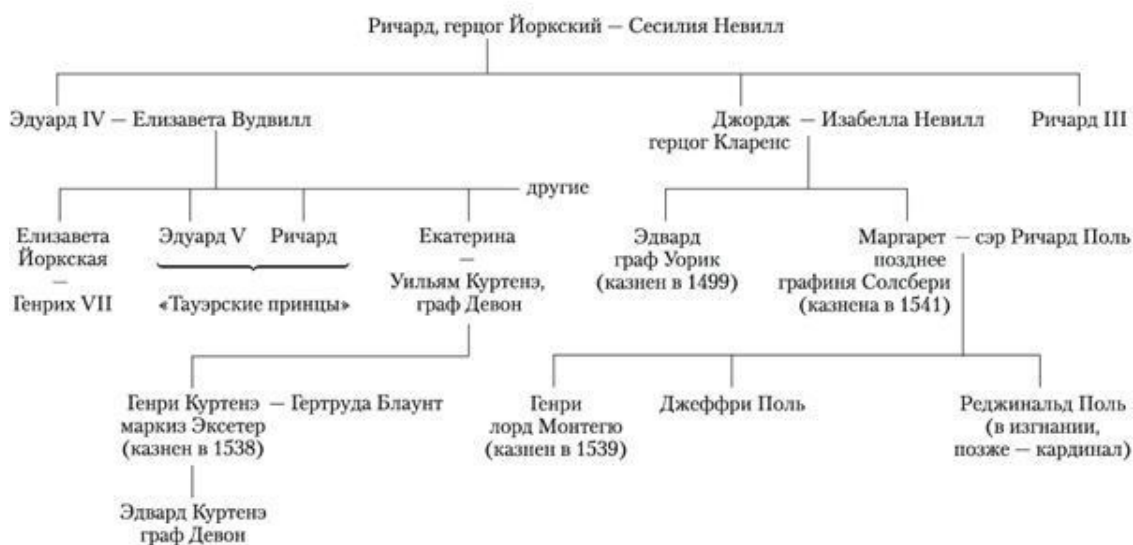 Ричард, герцог Йоркский — Сесилия Невилл
Эдуард IV — Елизавета Вудвилл
Джордж — Изабелла Невилл
герцог Кларенс
Ричард III
другие
Елизавета
Йоркская
—
Генрих VII
Эдуард V
Ричард
«Тауэрские принцы»
Екатерина
—
Уильям Куртенэ,
граф Девон
Эдвард
граф Уорик
(казнен в 1499)
Маргарет — сэр Ричард Поль
позднее
графиня Солсбери
(казнена в 1541)
Генри Куртенэ — Гертруда Блаунт
маркиз Эксетер
(казнен в 1538)
Генри
лорд Монтегю
(казнен в 1539)
Джеффри Поль
Реджинальд Поль
(в изгнании,
позже — кардинал)
Эдвард Куртенэ
граф Девон